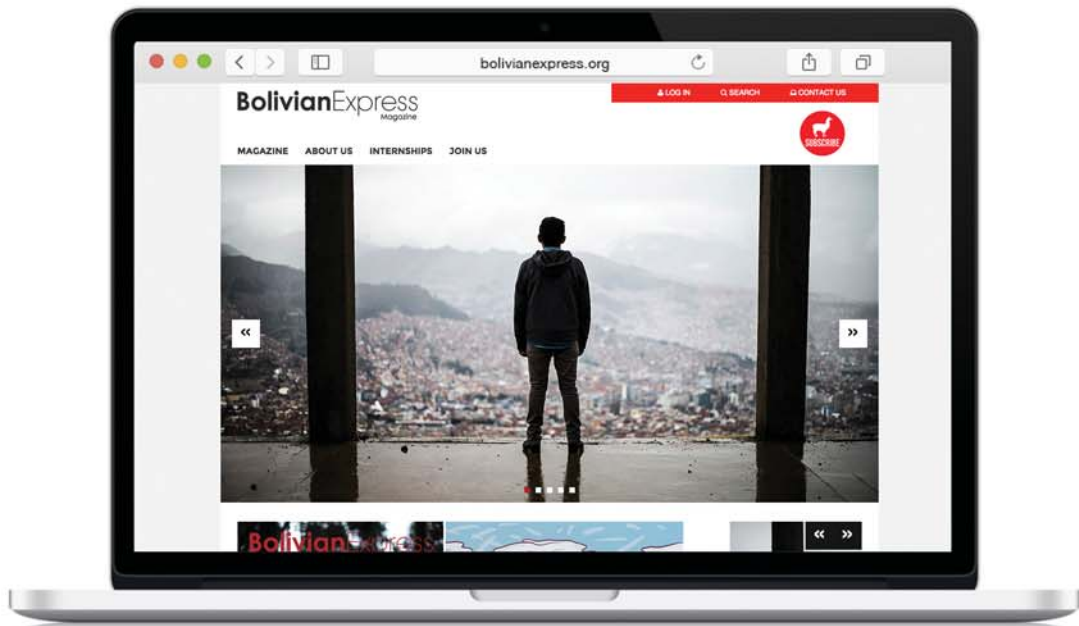 bolivianexpress.org
LOG IN SEARCH CONTACT US
BolivianExpress
Magazine
SUBSCRIBE
MAGAZINE ABOUT US INTERNSHIPS JOIN US
BolivianExpress